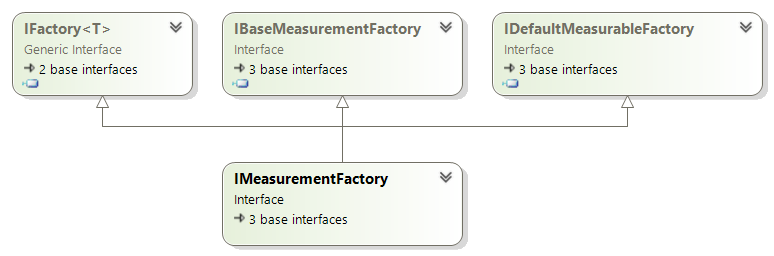 IFactory<T>
Generic Interface
2 base interfaces
IBaseMeasurementFactory
Interface
3 base interfaces
IDefaultMeasurableFactory
Interface
3 base interfaces
IMeasurementFactory
Interface
3 base interfaces